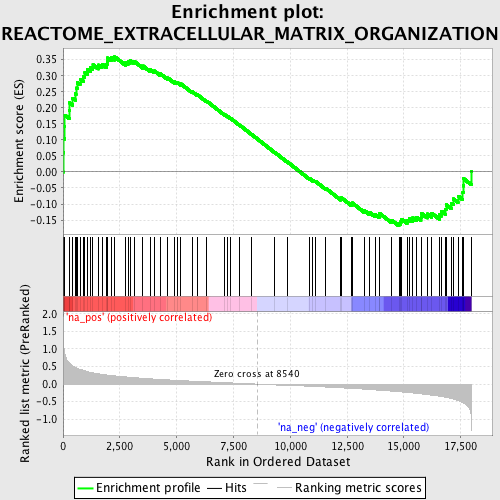 Enrichment plot:
REACTOME_EXTRACELLULAR_MATRIX_ORGANIZATION
Enrichment score (ES)
0.35
0.30
0.25
0.20
0.15
0.10
0.05
0.00
-0.05
-0.10
-0.15
'na_pos' (positively correlated)
Ranked list metric (PreRanked)
2.0
1.5
1.0
0.5
0.0
-0.5
-1.0
Zero cross at 8540
'na_neg' (negatively correlated)
0
2,500
5,000
7,500
10,000
12,500
15,000
17,500
Rank in Ordered Dataset
Enrichment profile
Hits
Ranking metric scores